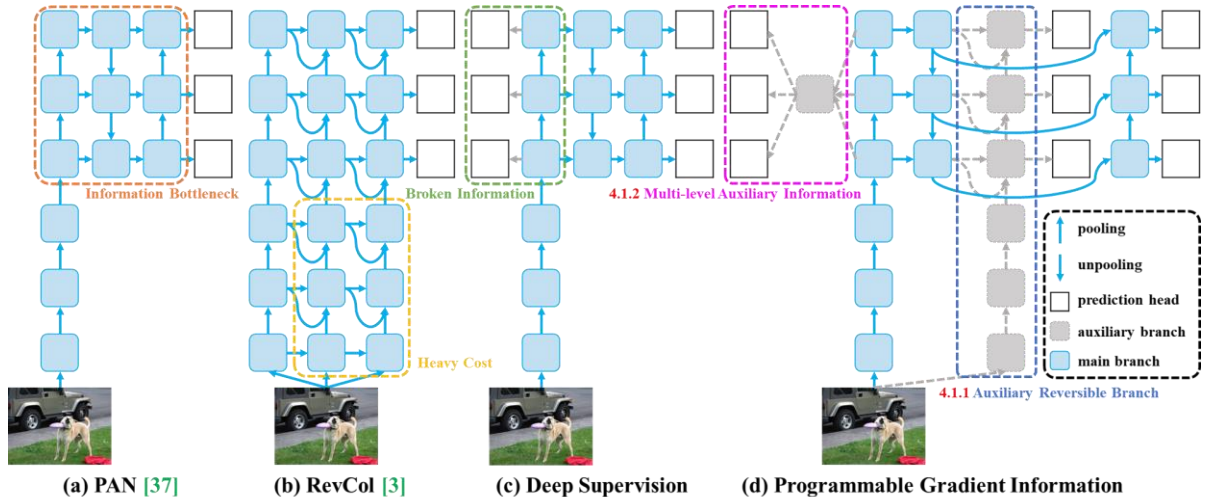 Information Bottleneck
Broken Information
4.1.2 Multi-level Auxiliary Information
Heavy Cost
pooling
unpooling
prediction head
auxiliary branch
main branch
4.1.1 Auxiliary Reversible Branch
(a) PAN [37]
(b) RevCol [3]
(c) Deep Supervision
(d) Programmable Gradient Information